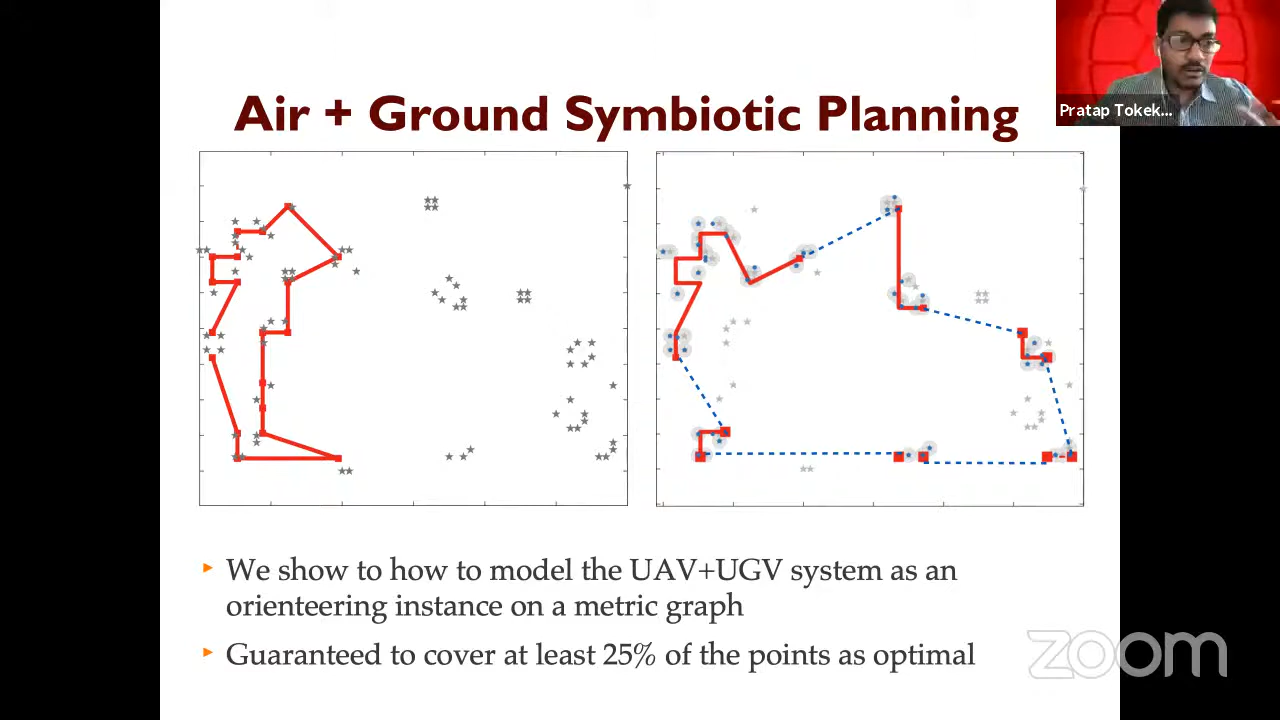 Air + Ground Symbiotic Planning
Pratap Tokek...
We show to how to model the UAV+UGV system as an
orienteering instance on a metric graph
Guaranteed to cover at least 25% of the points as optimal
zoom